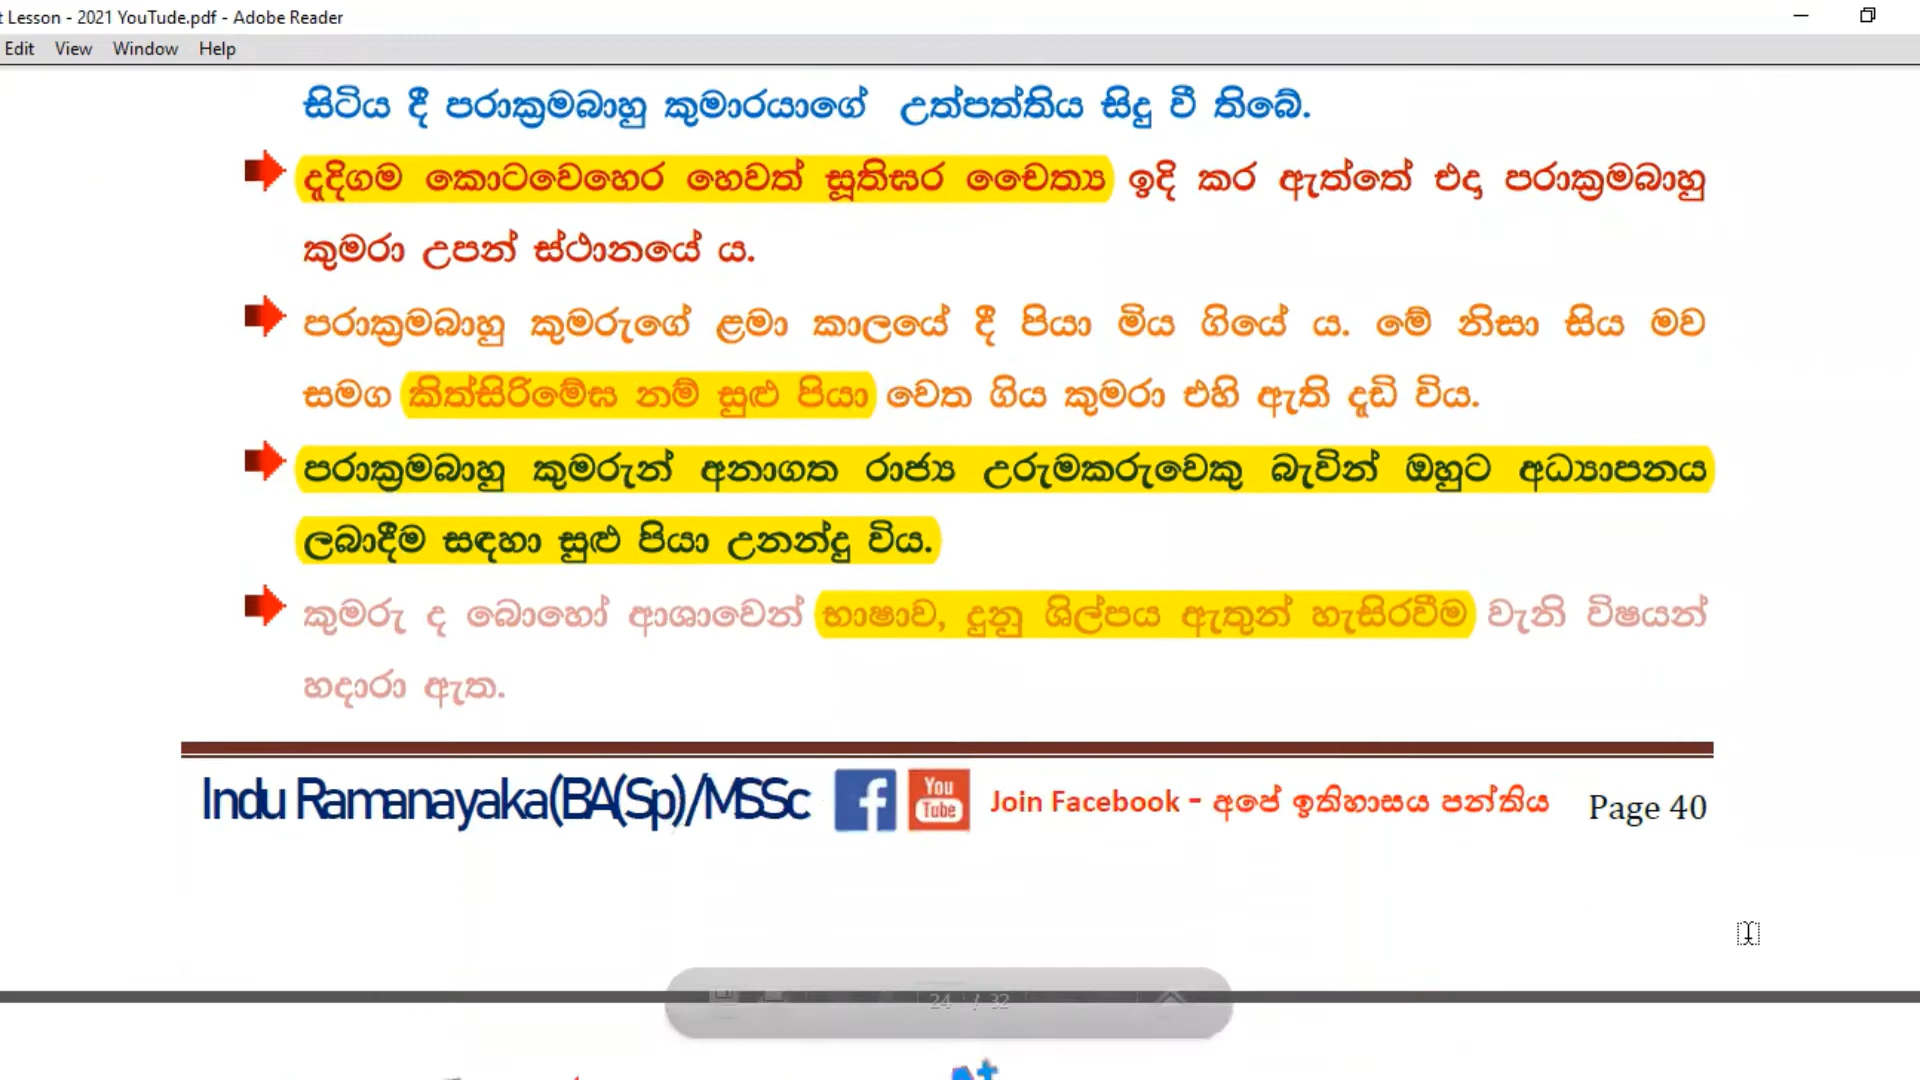 t Lesson - 2021 YouTude.pdf - Adobe Reader
Edit View Window Help
සිටිය දී පරාක්‍රමබාහු කුමාරයාගේ උත්පත්තිය සිදු වී තිබේ.
දැදිගම කොටවෙහෙර හෙවත් සූතිඝර චෛත්‍ය ඉදි කර ඇත්තේ එදා පරාක්‍රමබාහු
කුමරා උපන් ස්ථානයේ ය.
පරාක්‍රමබාහු කුමරුගේ ළමා කාලයේ දී පියා මිය ගියේ ය. මේ නිසා සිය මව
සමග කිත්සිරිමේඝ නම් සුළු පියා වෙත ගිය කුමරා එහි ඇති දැඩි විය.
පරාක්‍රමබාහු කුමරුන් අනාගත රාජ්‍ය උරුමකරුවෙකු බැවින් ඔහුට අධ්‍යාපනය
ලබාදීම සඳහා සුළු පියා උනන්දු විය.
කුමරු ද බොහෝ ආශාවෙන් භාෂාව, දුනු ශිල්පය ඇතුන් හැසිරවීම වැනි විෂයන්
හදාරා ඇත.
Indu Ramanayaka(BA(Sp)/MSSc f You Tube Join Facebook - අපේ ඉතිහාසය පන්තිය Page 40
24 / 32